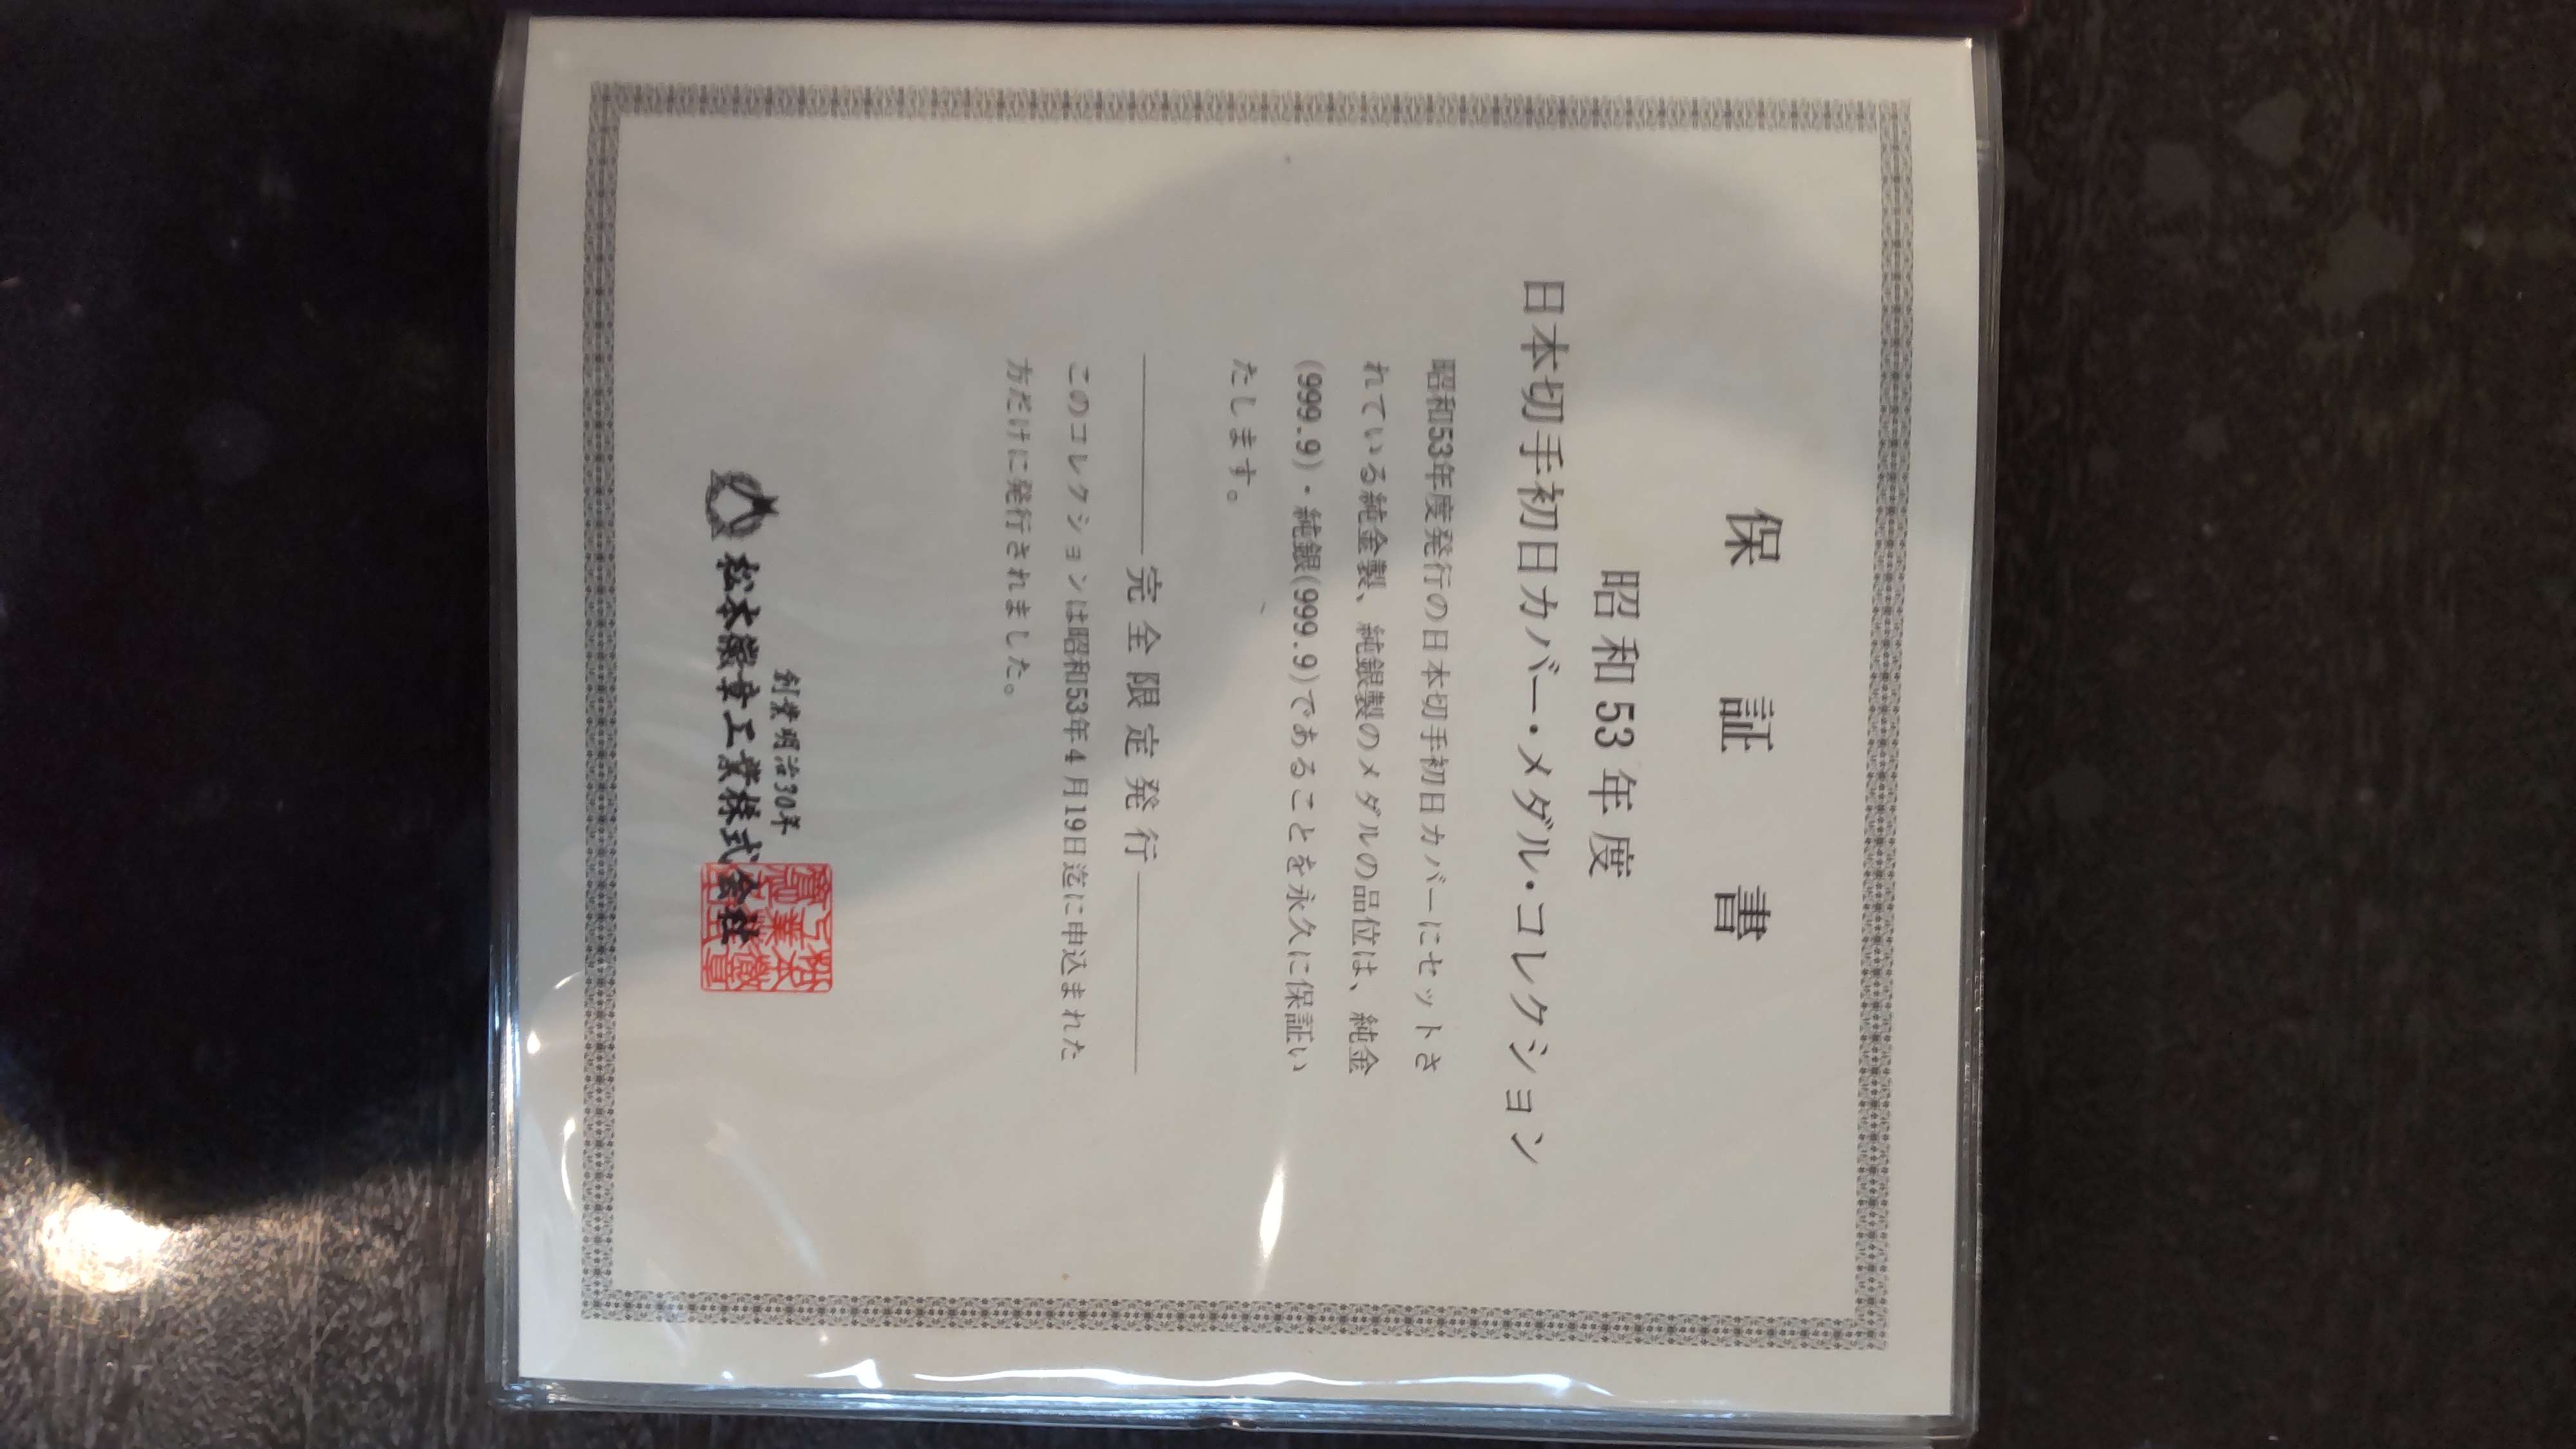 保証書
昭和53年度
日本切手初日カバー・メダル・コレクション
昭和53年度発行の日本切手初日カバーにセットさ
れている純金製、純銀製のメダルの品位は、純金
(999.9)・純銀(999.9)であることを永久に保証い
たします。
完全限定発行
このコレクションは昭和53年4月19日迄に申込まれた
方だけに発行されました。
創業明治30年
松本徽章工業株式会社